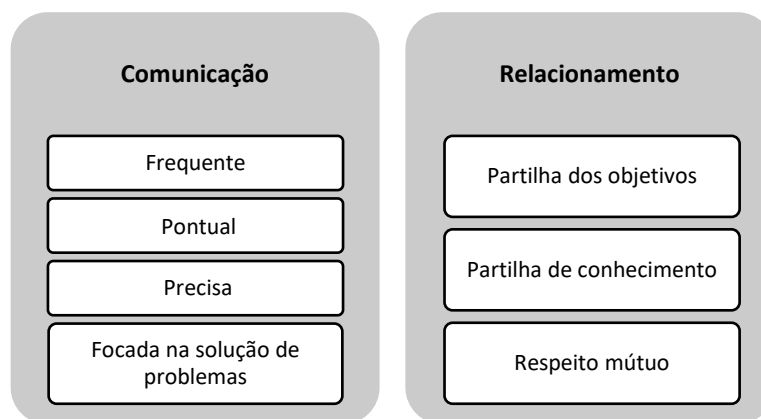 Comunicação
Frequente
Pontual
Precisa
Focada na solução de
problemas
Relacionamento
Partilha dos objetivos
Partilha de conhecimento
Respeito mútuo